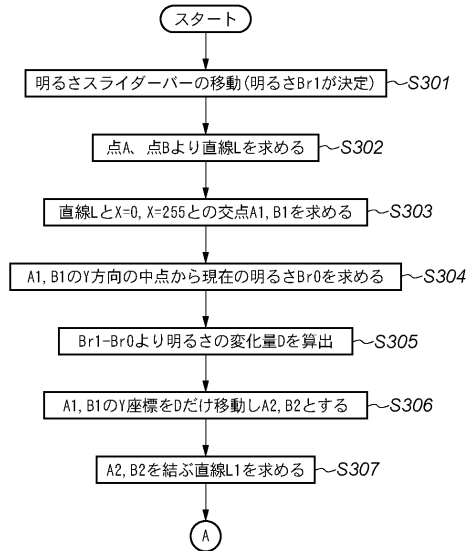 スタート
明るさスライダーバーの移動(明るさBr1が決定)
S301
点A、点Bより直線Lを求める
S302
直線LとX=0,X=255との交点A1,B1を求める
S303
A1,B1のY方向の中点から現在の明るさBr0を求める
S304
Br1-Br0より明るさの変化量Dを算出
S305
A1,B1のY座標をDだけ移動しA2,B2とする
S306
A2,B2を結ぶ直線L1を求める
S307
A